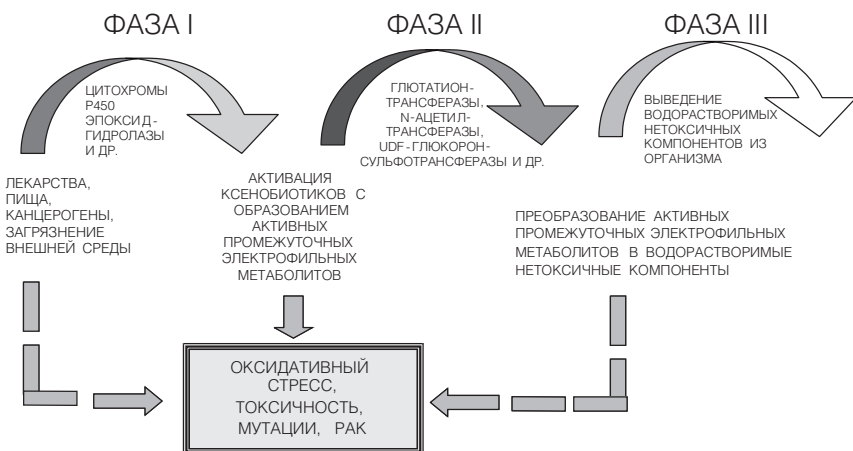 ФАЗА I
ФАЗА II
ФАЗА III
ЦИТОХРОМЫ
P450
ЭПОКСИД-
ГИДРОЛАЗЫ
И ДР.
ГЛЮТАТИОН-
ТРАНСФЕРАЗЫ,
N-АЦЕТИЛ-
ТРАНСФЕРАЗЫ,
UDF-ГЛЮКОРОН-
СУЛЬФОТРАНСФЕРАЗЫ И ДР.
ВЫВЕДЕНИЕ
ВОДОРАСТВОРИМЫХ
НЕТОКСИЧНЫХ
КОМПОНЕНТОВ ИЗ
ОРГАНИЗМА
ЛЕКАРСТВА,
ПИЩА,
КАНЦЕРОГЕНЫ,
ЗАГРЯЗНЕНИЕ
ВНЕШНЕЙ СРЕДЫ
АКТИВАЦИЯ
КСЕНОБИОТИКОВ С
ОБРАЗОВАНИЕМ
АКТИВНЫХ
ПРОМЕЖУТОЧНЫХ
ЭЛЕКТРОФИЛЬНЫХ
МЕТАБОЛИТОВ
ПРЕОБРАЗОВАНИЕ АКТИВНЫХ
ПРОМЕЖУТОЧНЫХ ЭЛЕКТРОФИЛЬНЫХ
МЕТАБОЛИТОВ В ВОДОРАСТВОРИМЫЕ
НЕТОКСИЧНЫЕ КОМПОНЕНТЫ
ОКСИДАТИВНЫЙ
СТРЕСС,
ТОКСИЧНОСТЬ,
МУТАЦИИ, РАК